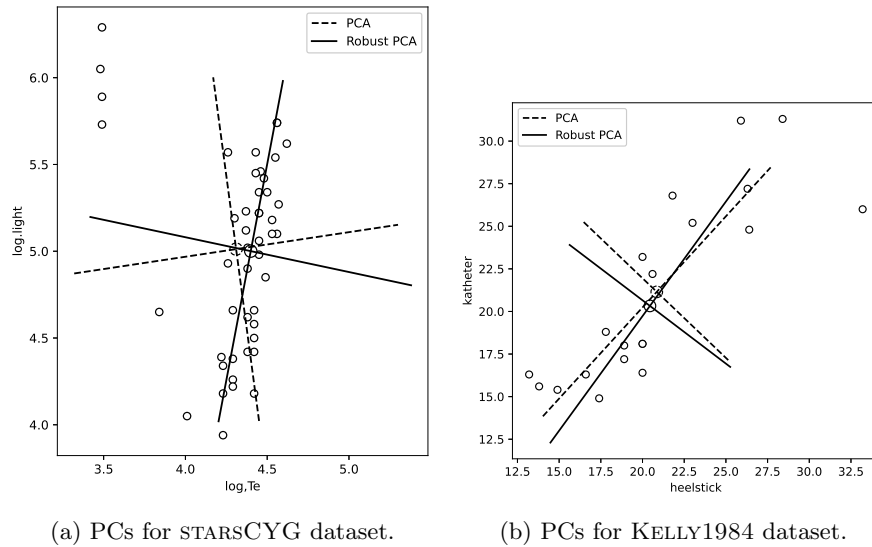 PCA
Robust PCA
6.0
5.5
5.0
4.5
4.0
log.light
3.5
4.0
4.5
5.0
log,Te
(a) PCs for STARSCYG dataset.
PCA
Robust PCA
30.0
27.5
25.0
22.5
20.0
17.5
15.0
12.5
katheter
12.5
15.0
17.5
20.0
22.5
25.0
27.5
30.0
32.5
heelstick
(b) PCs for KELLY1984 dataset.